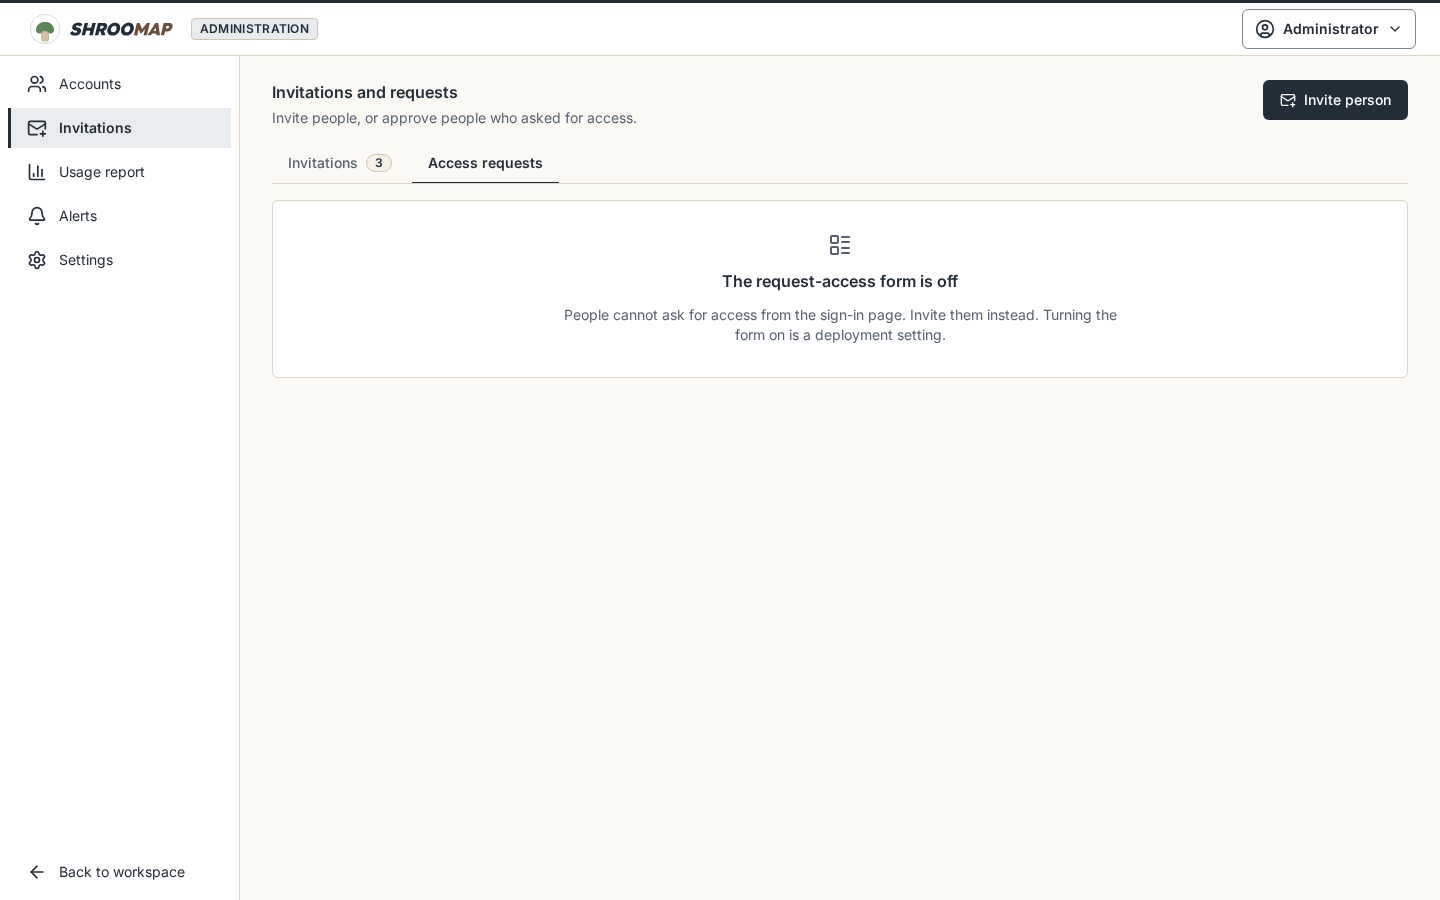 SHROOMAP
ADMINISTRATION
Administrator
Accounts
Invitations
Usage report
Alerts
Settings
Back to workspace
Invitations and requests
Invite people, or approve people who asked for access.
Invite person
Invitations 3
Access requests
The request-access form is off
People cannot ask for access from the sign-in page. Invite them instead. Turning the
form on is a deployment setting.